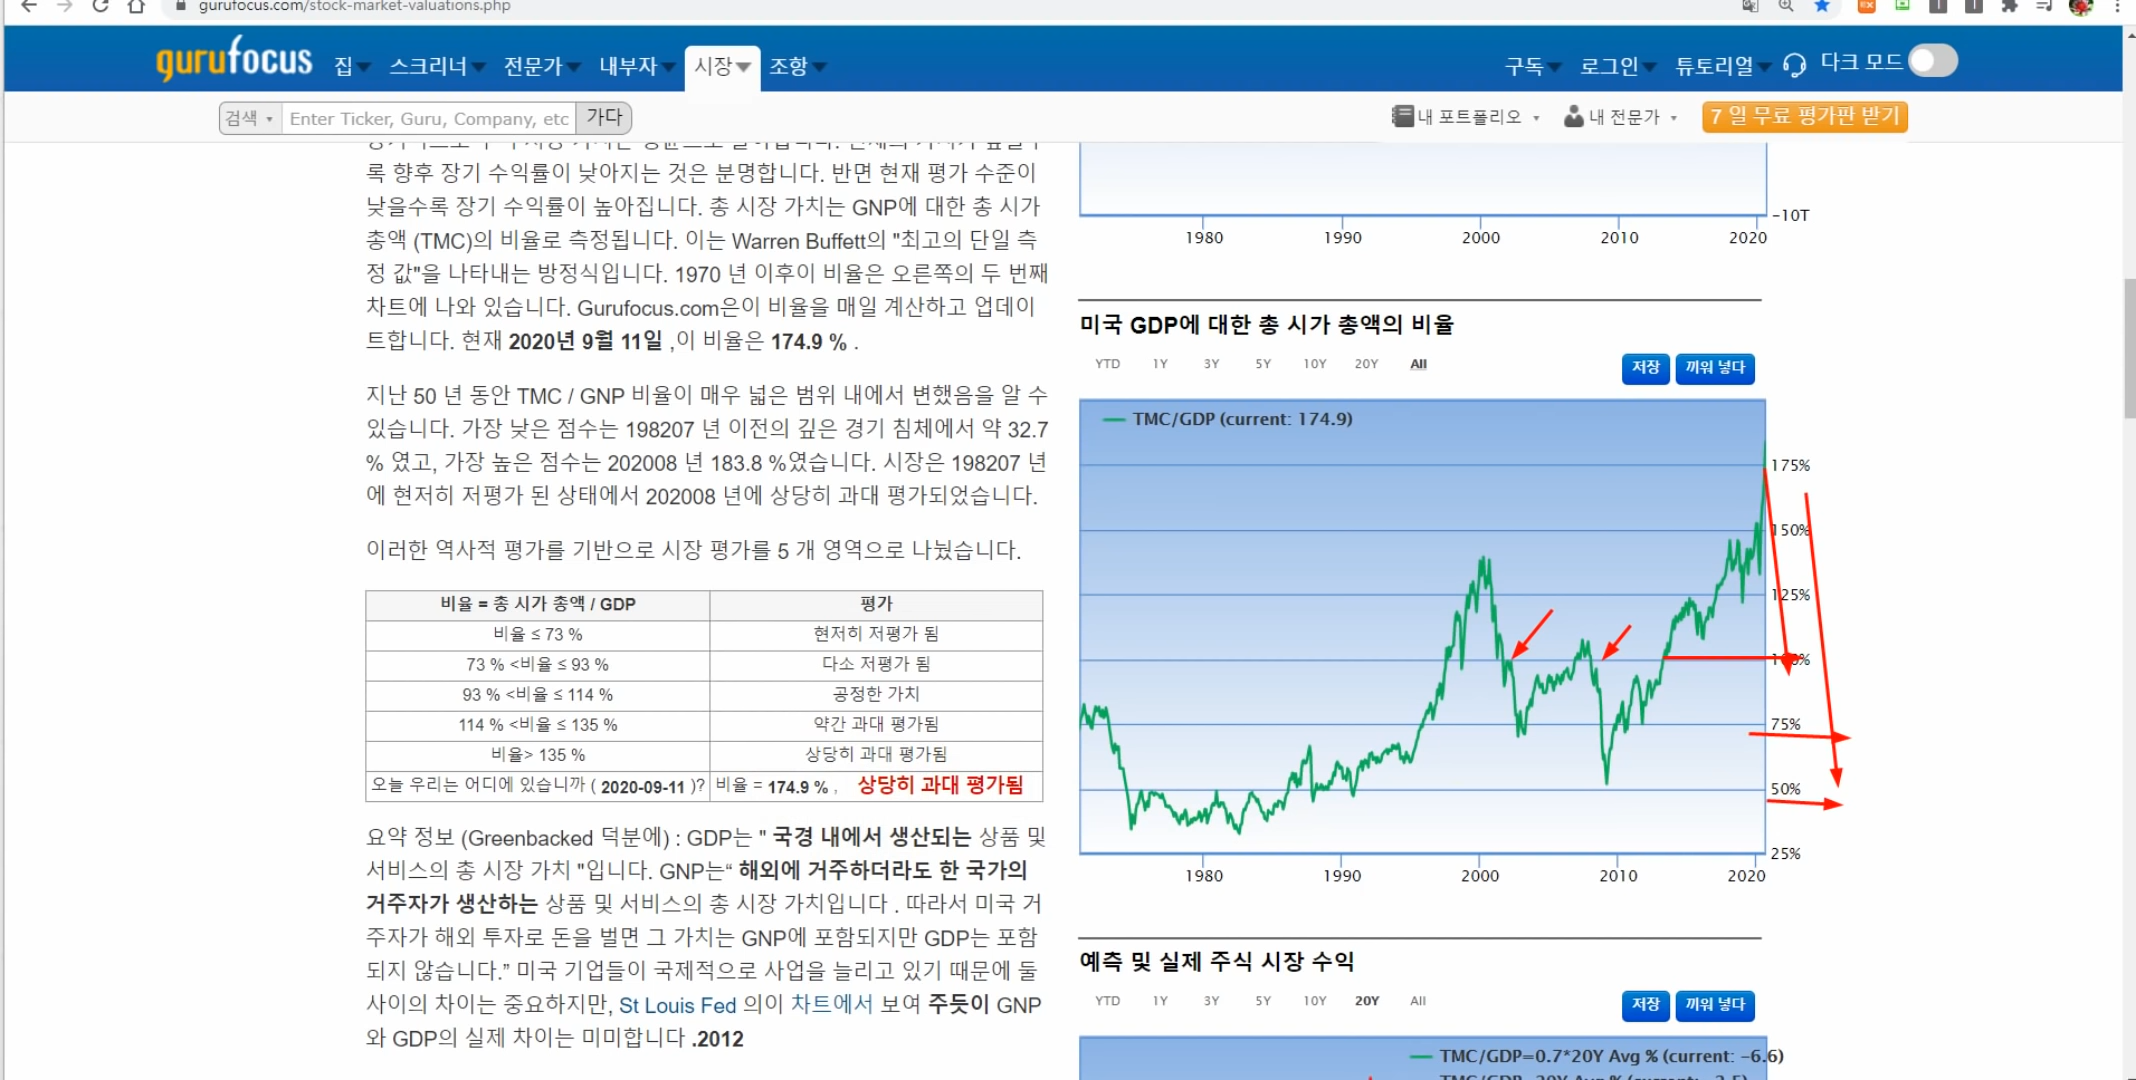 gurufocus.com/stock-market-valuations.php
gurufocus 집 스크리너 전문가 내부자 시장 조항 구독 로그인 튜토리얼 다크 모드
검색 Enter Ticker, Guru, Company, etc 가다 내 포트폴리오 내 전문가 7 일 무료 평가판 받기
록 향후 장기 수익률이 낮아지는 것은 분명합니다. 반면 현재 평가 수준이
낮을수록 장기 수익률이 높아집니다. 총 시장 가치는 GNP에 대한 총 시가
총액 (TMC)의 비율로 측정됩니다. 이는 Warren Buffett의 "최고의 단일 측
정 값"을 나타내는 방정식입니다. 1970 년 이후이 비율은 오른쪽의 두 번째
차트에 나와 있습니다. Gurufocus.com은이 비율을 매일 계산하고 업데이
트합니다. 현재 2020년 9월 11일 ,이 비율은 174.9 % .
지난 50 년 동안 TMC / GNP 비율이 매우 넓은 범위 내에서 변했음을 알 수
있습니다. 가장 낮은 점수는 198207 년 이전의 깊은 경기 침체에서 약 32.7
% 였고, 가장 높은 점수는 202008 년 183.8 %였습니다. 시장은 198207 년
에 현저히 저평가 된 상태에서 202008 년에 상당히 과대 평가되었습니다.
이러한 역사적 평가를 기반으로 시장 평가를 5 개 영역으로 나눴습니다.
비율 = 총 시가 총액 / GDP 평가
비율 ≤ 73 % 현저히 저평가 됨
73 % <비율 ≤ 93 % 다소 저평가 됨
93 % <비율 ≤ 114 % 공정한 가치
114 % <비율 ≤ 135 % 약간 과대 평가됨
비율> 135 % 상당히 과대 평가됨
오늘 우리는 어디에 있습니까 ( 2020-09-11 )? 비율 = 174.9 % , 상당히 과대 평가됨
요약 정보 (Greenbacked 덕분에) : GDP는 " 국경 내에서 생산되는 상품 및
서비스의 총 시장 가치 "입니다. GNP는“ 해외에 거주하더라도 한 국가의
거주자가 생산하는 상품 및 서비스의 총 시장 가치입니다 . 따라서 미국 거
주자가 해외 투자로 돈을 벌면 그 가치는 GNP에 포함되지만 GDP는 포함
되지 않습니다.” 미국 기업들이 국제적으로 사업을 늘리고 있기 때문에 둘
사이의 차이는 중요하지만, St Louis Fed 의이 차트에서 보여 주듯이 GNP
와 GDP의 실제 차이는 미미합니다 .2012
-10T
1980 1990 2000 2010 2020
미국 GDP에 대한 총 시가 총액의 비율
YTD 1Y 3Y 5Y 10Y 20Y All 저장 끼워 넣다
TMC/GDP (current: 174.9)
175%
150%
125%
75%
50%
25%
1980 1990 2000 2010 2020
예측 및 실제 주식 시장 수익
YTD 1Y 3Y 5Y 10Y 20Y All 저장 끼워 넣다
TMC/GDP=0.7*20Y Avg % (current: -6.6)